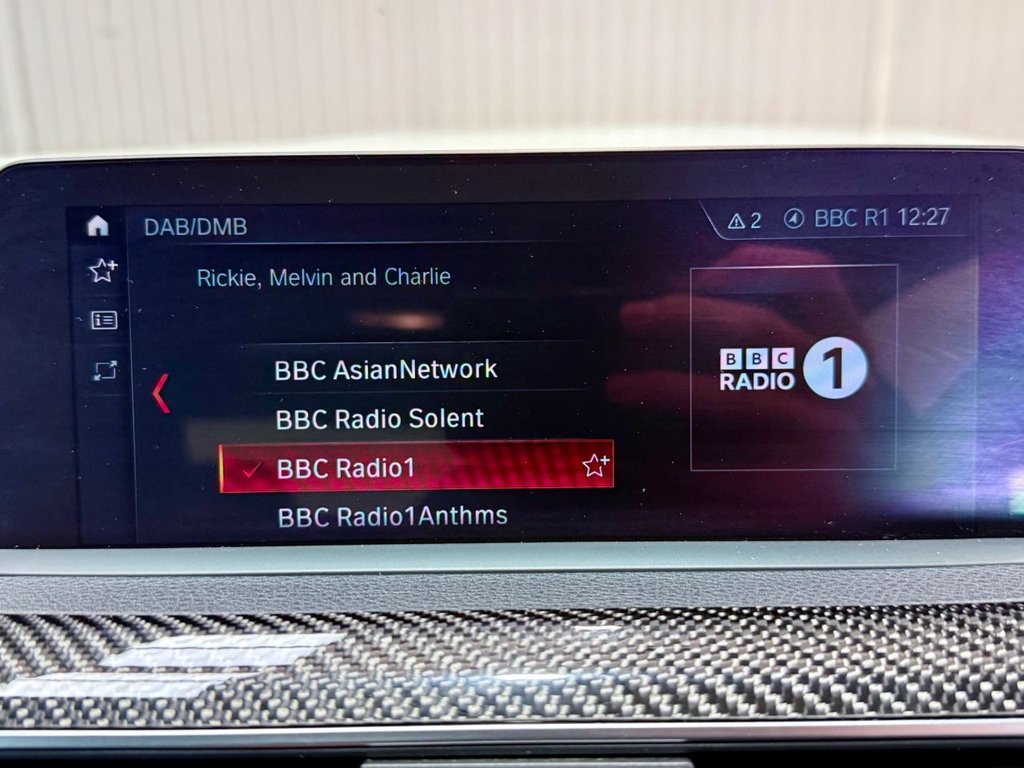 DAB/DMB
2 BBC R1 12:27
Rickie, Melvin and Charlie
BBC AsianNetwork
BBC Radio Solent
BBC Radio1
BBC Radio1Anthms
BBC
RADIO 1